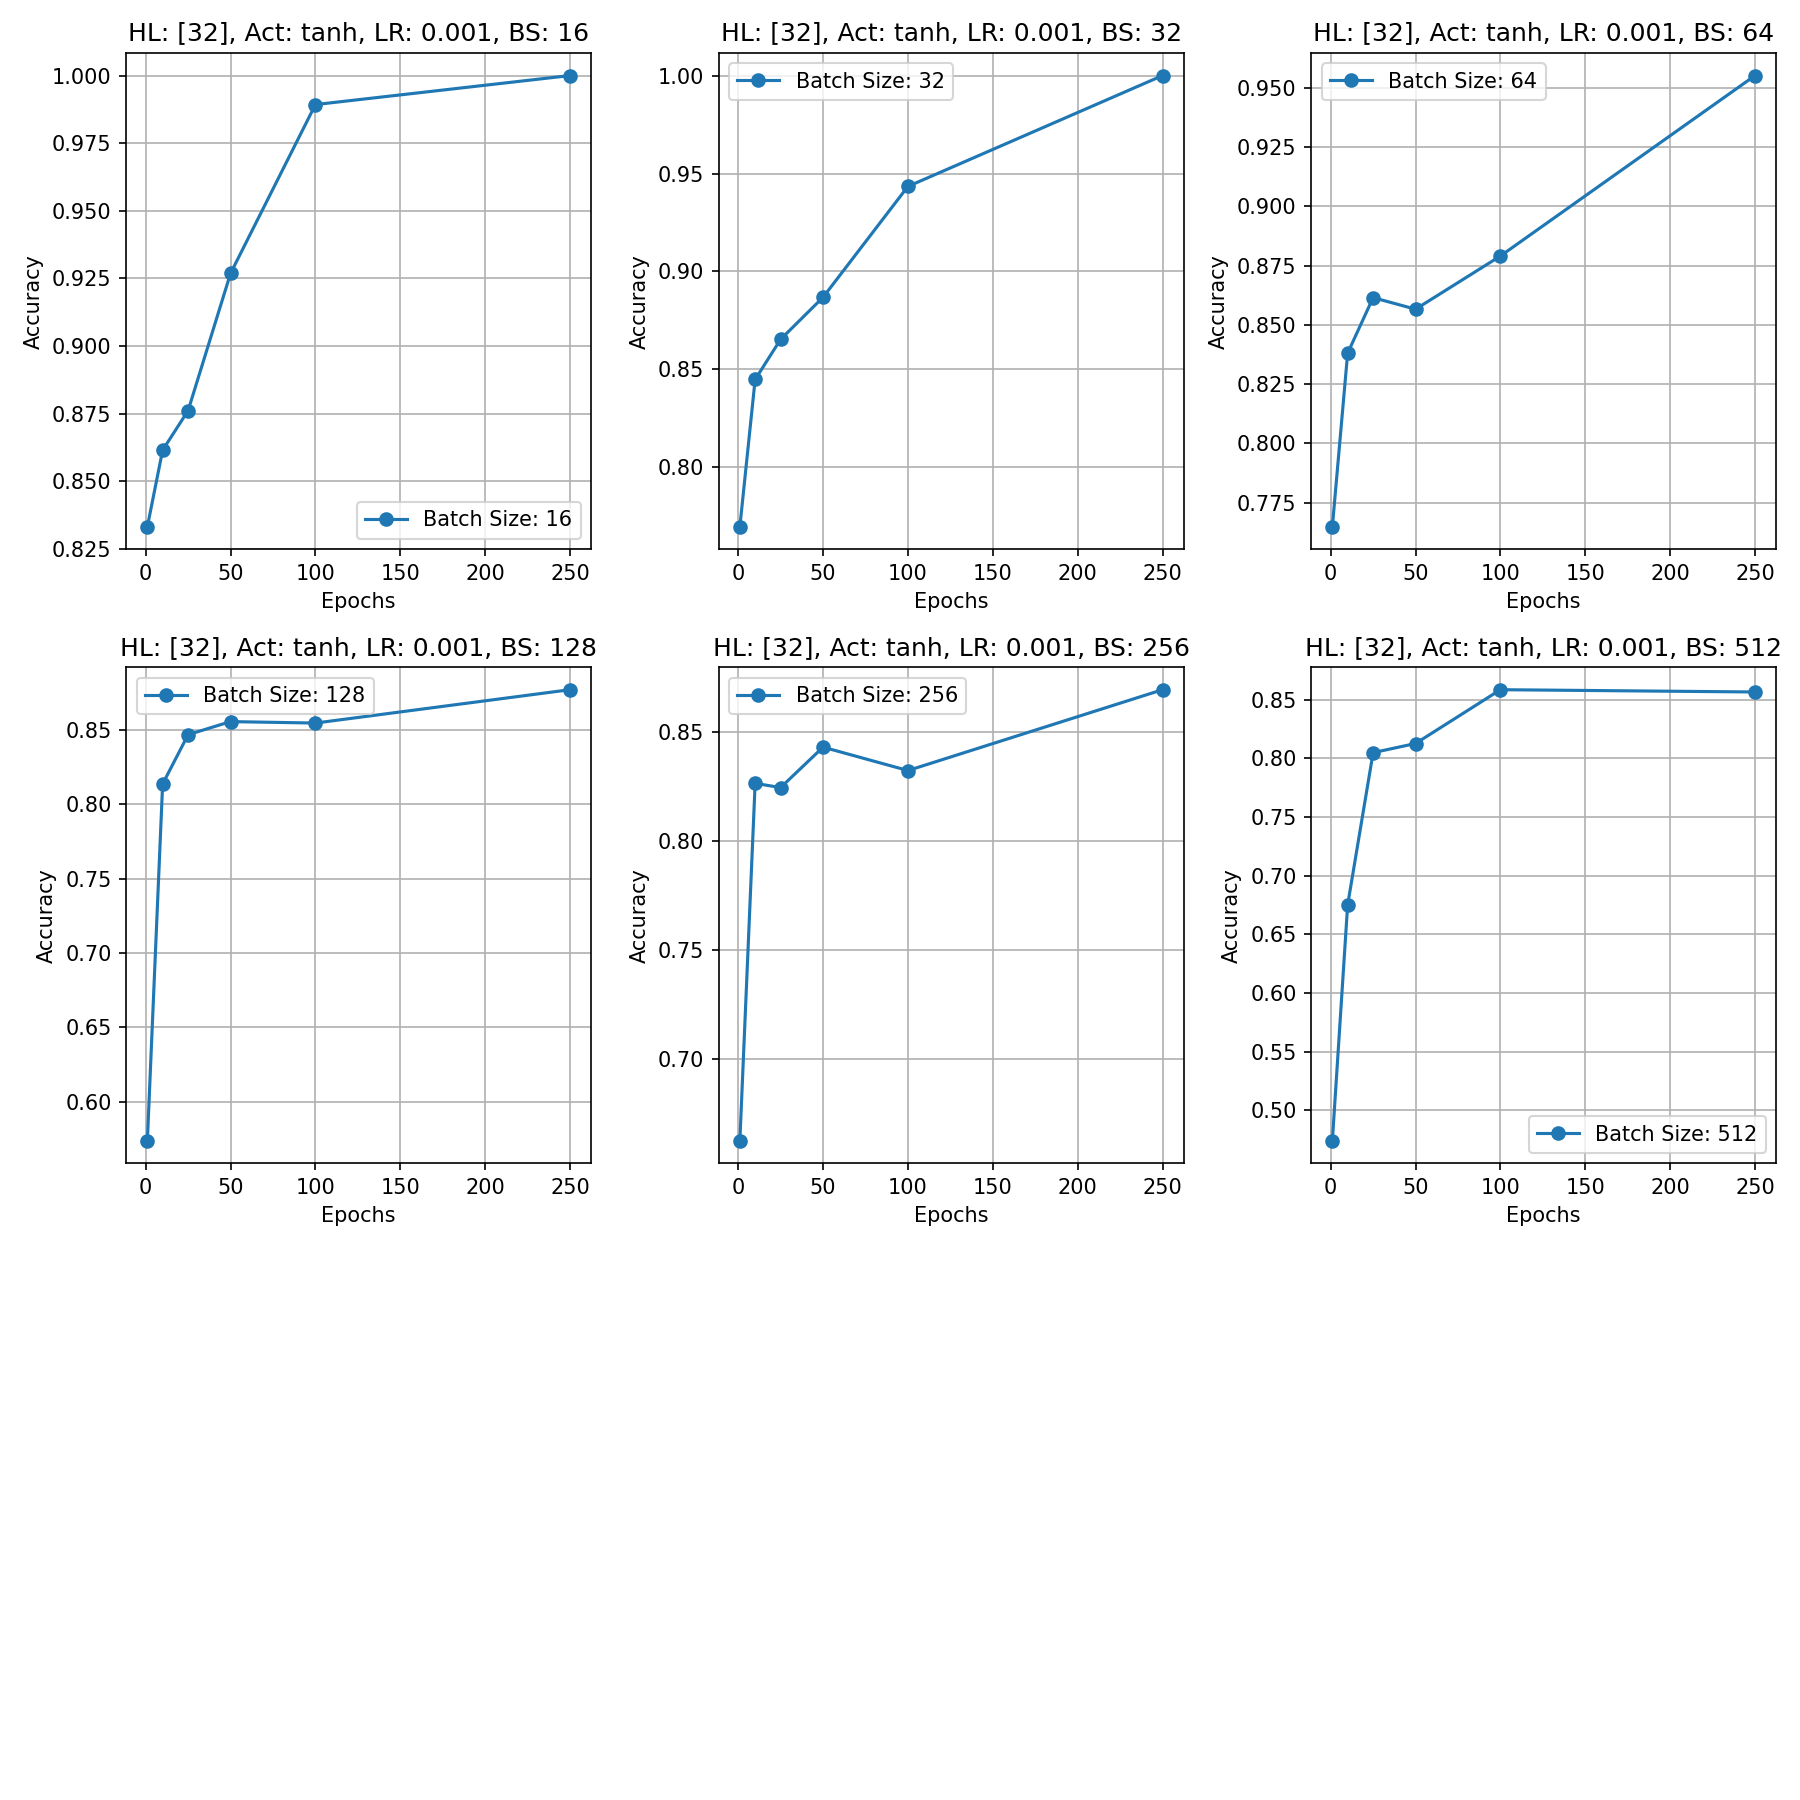 HL: [32], Act: tanh, LR: 0.001, BS: 16
1.000
0.975
0.950
0.925
0.900
0.875
0.850
0.825
Accuracy
Batch Size: 16
0 50 100 150 200 250
Epochs
HL: [32], Act: tanh, LR: 0.001, BS: 32
Batch Size: 32
1.00
0.95
0.90
0.85
0.80
Accuracy
0 50 100 150 200 250
Epochs
HL: [32], Act: tanh, LR: 0.001, BS: 64
Batch Size: 64
0.950
0.925
0.900
0.875
0.850
0.825
0.800
0.775
Accuracy
0 50 100 150 200 250
Epochs
HL: [32], Act: tanh, LR: 0.001, BS: 128
Batch Size: 128
0.85
0.80
0.75
0.70
0.65
0.60
Accuracy
0 50 100 150 200 250
Epochs
HL: [32], Act: tanh, LR: 0.001, BS: 256
Batch Size: 256
0.85
0.80
0.75
0.70
Accuracy
0 50 100 150 200 250
Epochs
HL: [32], Act: tanh, LR: 0.001, BS: 512
0.85
0.80
0.75
0.70
0.65
0.60
0.55
0.50
Accuracy
Batch Size: 512
0 50 100 150 200 250
Epochs